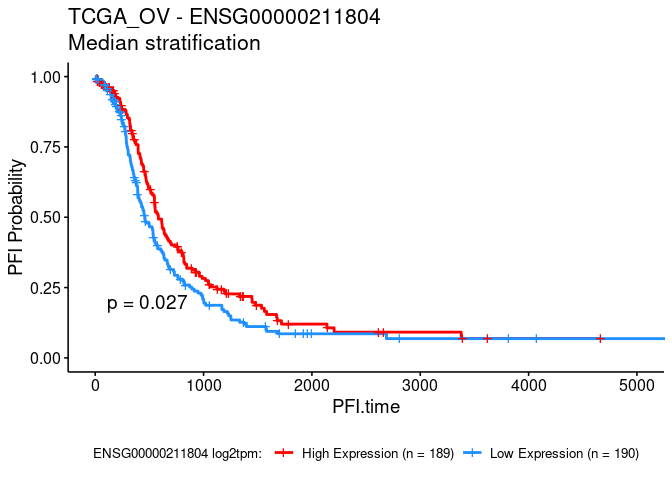 TCGA_OV - ENSG00000211804
Median stratification
1.00
0.75
0.50
0.25
0.00
PFI Probability
p = 0.027
0 1000 2000 3000 4000 5000
PFI.time
ENSG00000211804 log2tpm: High Expression (n = 189) Low Expression (n = 190)